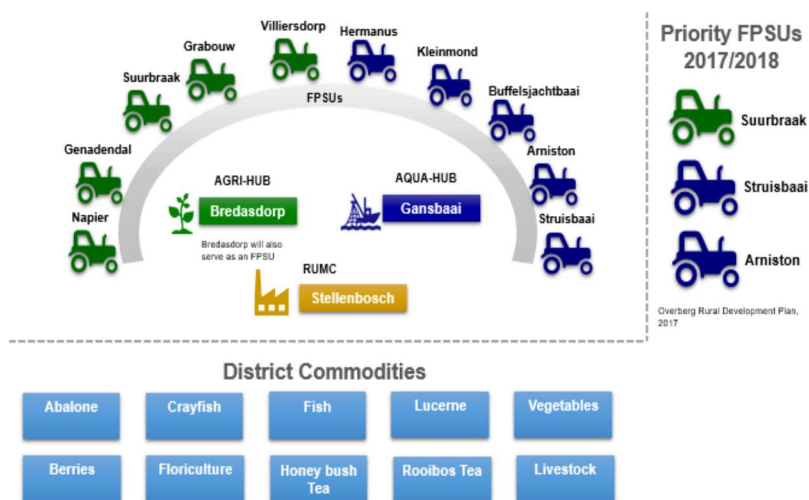 Villiersdorp
Hermanus
Grabouw
Kleinmond
Suurbraak
Buffelsjachtbaai
FPSUs
Genadendal
Arniston
AGRI-HUB
AQUA-HUB
Bredasdorp
Gansbaai
Napier
Struisbaai
Bredasdorp will also
serve as an FPSU
RUMC
Stellenbosch
Priority FPSUs
2017/2018
Suurbraak
Struisbaai
Arniston
Overberg Rural Development Plan,
2017
District Commodities
Abalone
Crayfish
Fish
Lucerne
Vegetables
Berries
Floriculture
Honey bush
Tea
Rooibos Tea
Livestock